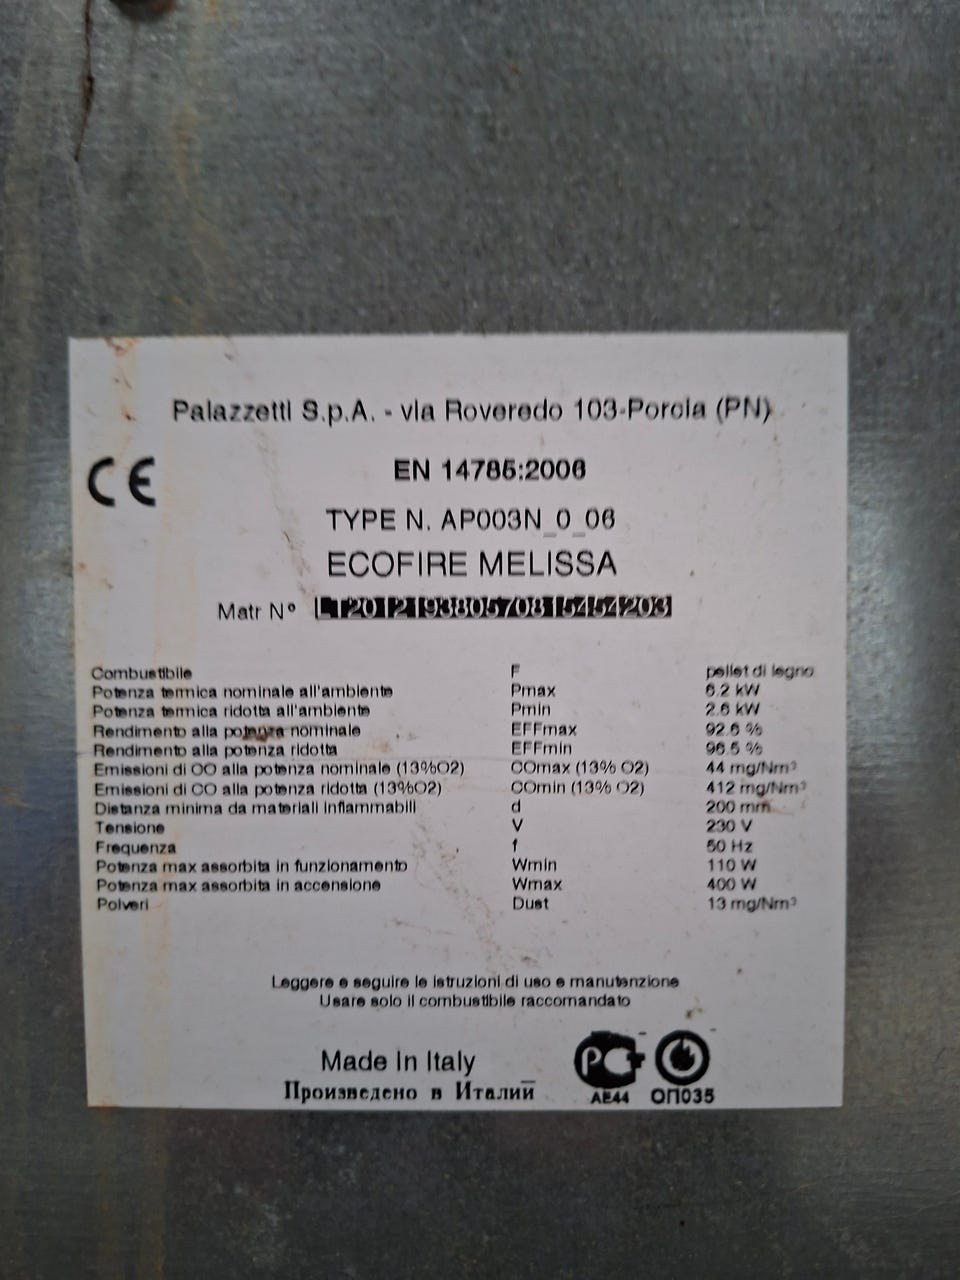 Palazzetti S.p.A. - via Roveredo 103-Porcia (PN)
CE
EN 14785:2006
TYPE N. AP003N_0_06
ECOFIRE MELISSA
Matr N° LT20121938057081 5454203
Combustibile F pellet di legno
Potenza termica nominale all'ambiente Pmax 6.2 kW
Potenza termica ridotta all'ambiente Pmin 2.6 kW
Rendimento alla potenza nominale EFFmax 92.6 %
Rendimento alla potenza ridotta EFFmin 96.5 %
Emissioni di CO alla potenza nominale (13%O2) COmax (13% O2) 44 mg/Nm³
Emissioni di CO alla potenza ridotta (13%O2) COmin (13% O2) 412 mg/Nm³
Distanza minima da materiali infiammabili d 200 mm
Tensione V 230 V
Frequenza f 50 Hz
Potenza max assorbita in funzionamento Wmin 110 W
Potenza max assorbita in accensione Wmax 400 W
Polveri Dust 13 mg/Nm³
Leggere e seguire le istruzioni di uso e manutenzione
Usare solo il combustibile raccomandato
Made In Italy
Произведено в Италии
АЕ44 ОП035